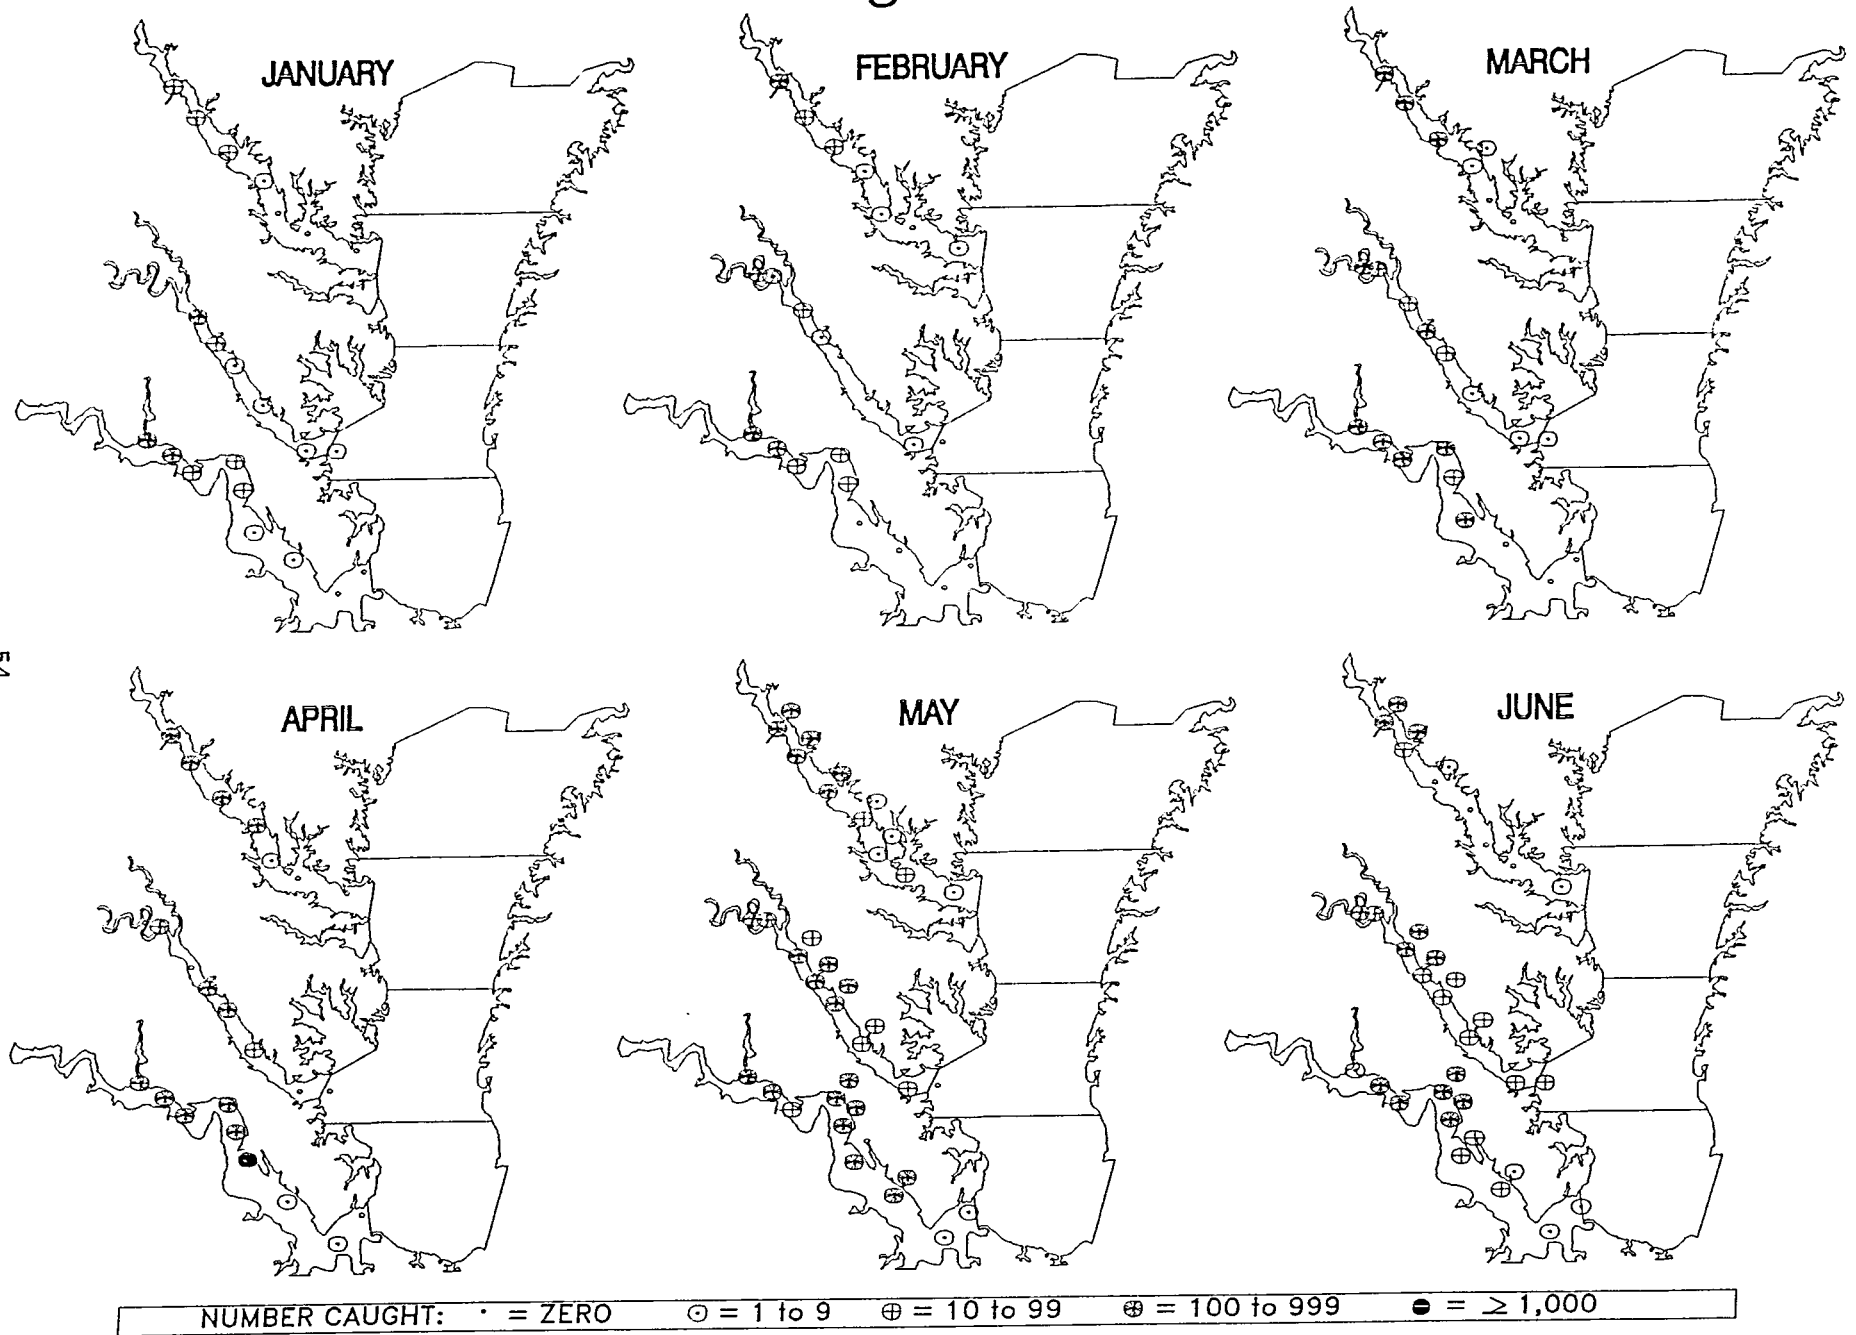 JANUARY
FEBRUARY
MARCH
54
APRIL
MAY
JUNE
NUMBER CAUGHT: · = ZERO ⊙ = 1 to 9 ⊕ = 10 to 99 ⊛ = 100 to 999 ● = ≥ 1,000